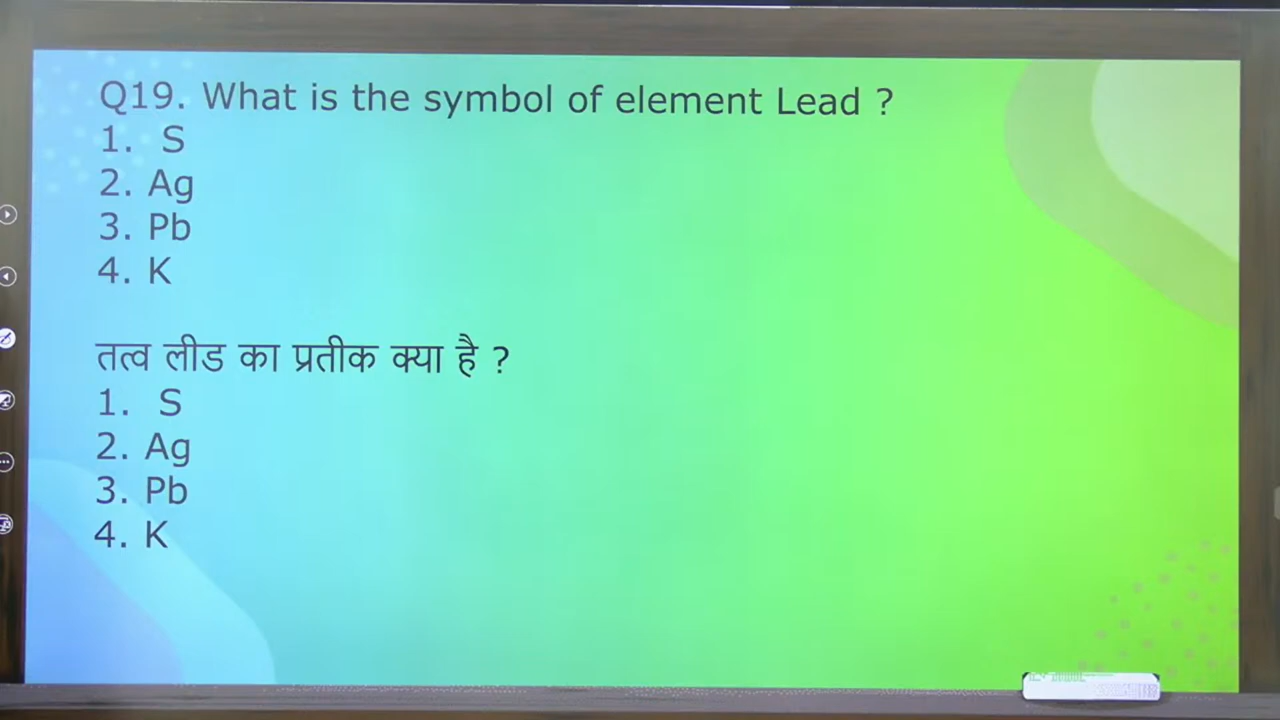 Q19. What is the symbol of element Lead ?
1. S
2. Ag
3. Pb
4. K
तत्व लीड का प्रतीक क्या है ?
1. S
2. Ag
3. Pb
4. K